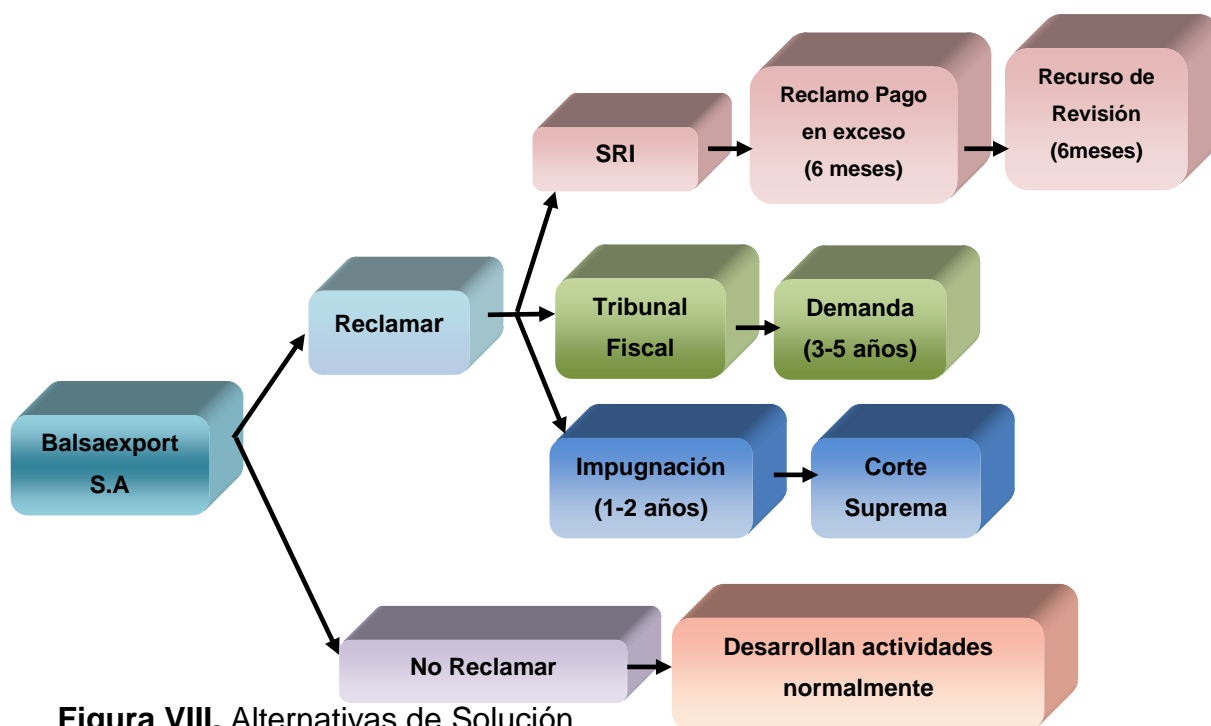 Balsaexport
S.A
Reclamar
SRI
Reclamo Pago
en exceso
(6 meses)
Recurso de
Revisión
(6meses)
Tribunal
Fiscal
Demanda
(3-5 años)
Impugnación
(1-2 años)
Corte
Suprema
No Reclamar
Desarrollan actividades
normalmente
Figura VIII. Alternativas de Solución